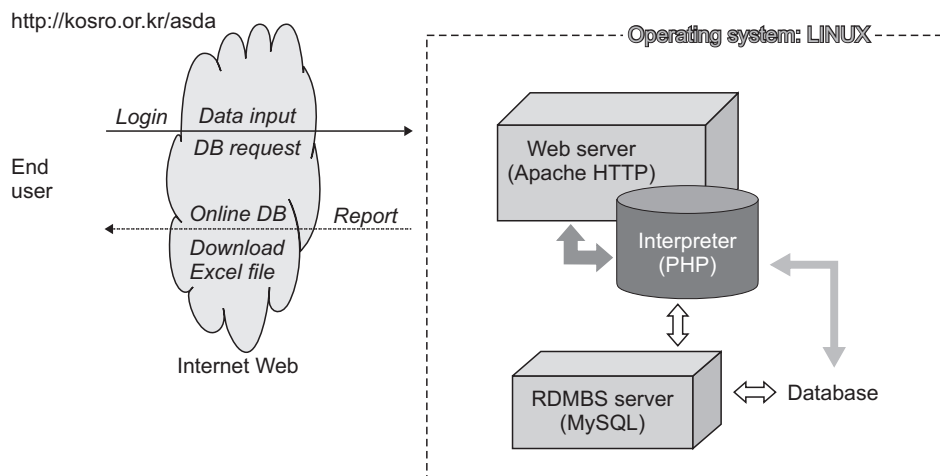 http://kosro.or.kr/asda
Operating system: LINUX
Login
Data input
DB request
End
user
Online DB
Report
Download
Excel file
Internet Web
Web server
(Apache HTTP)
Interpreter
(PHP)
RDMBS server
(MySQL)
Database